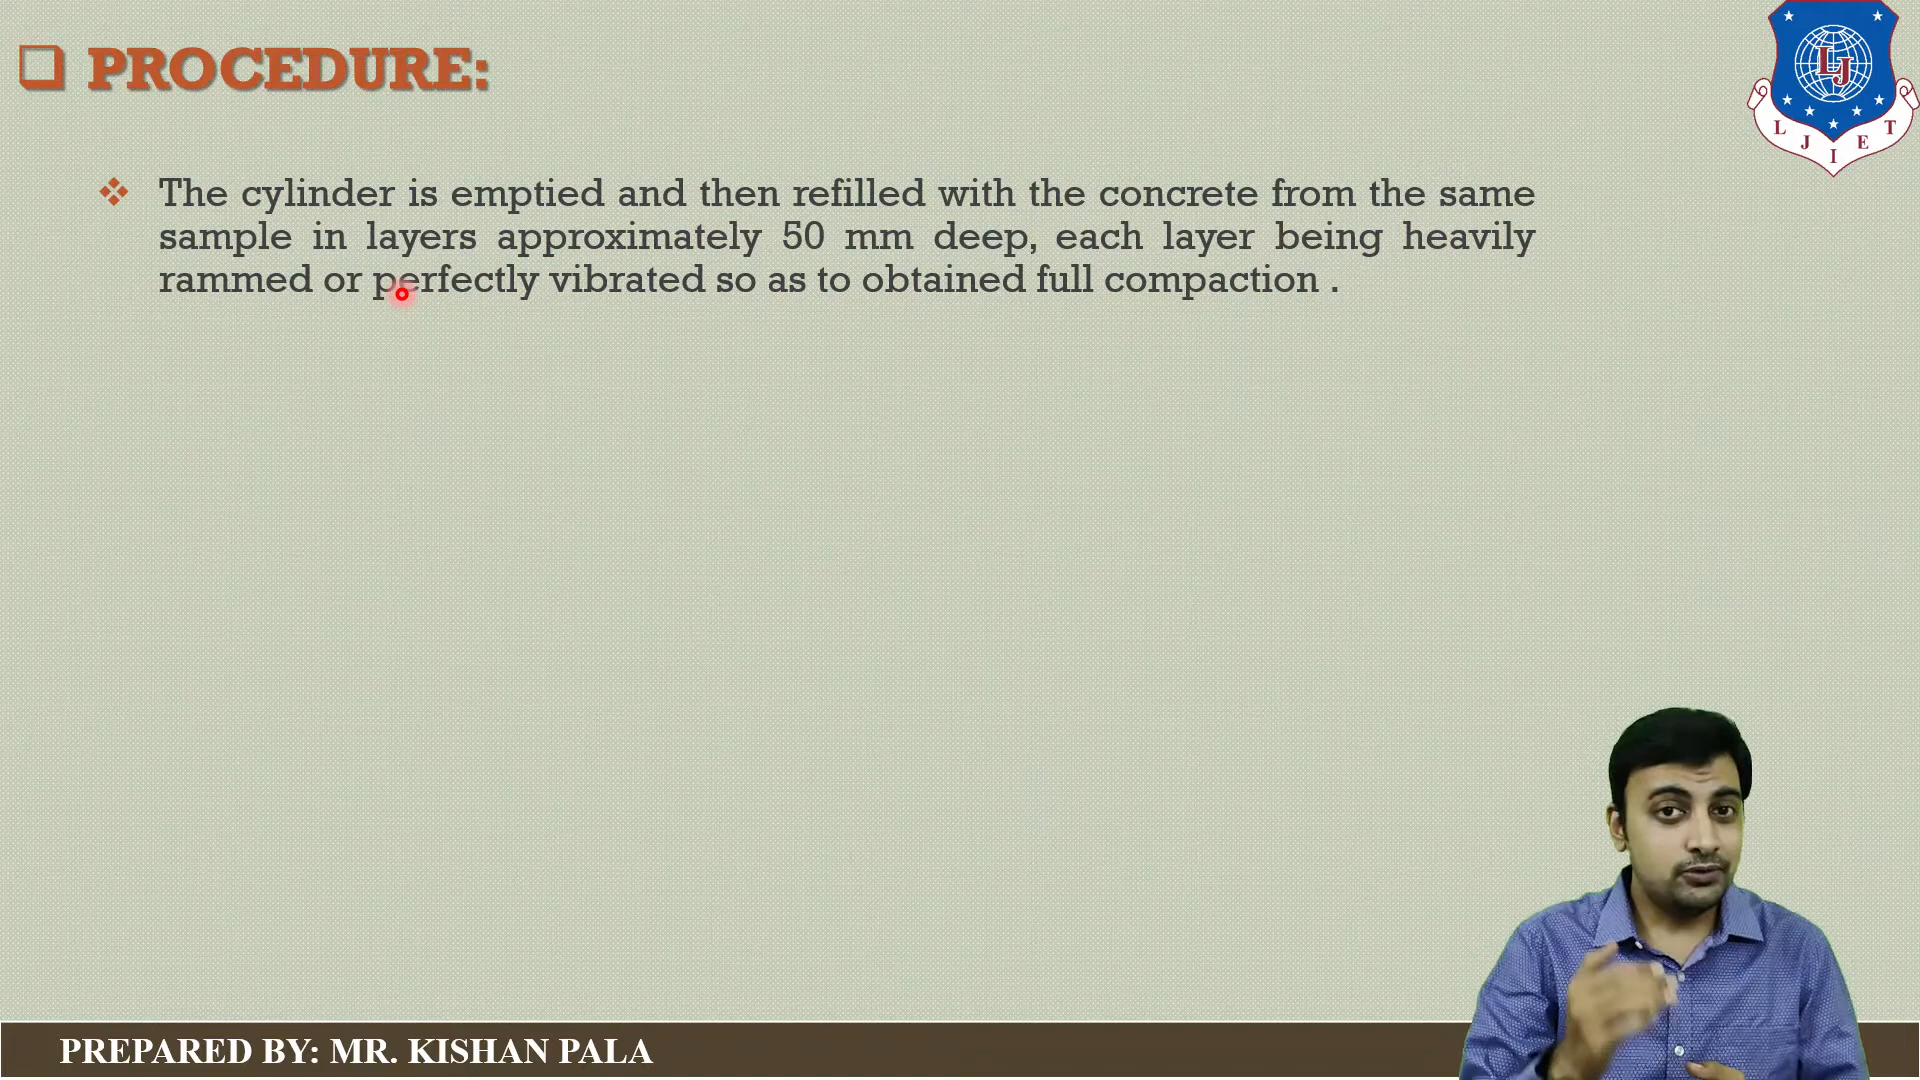 PROCEDURE:
The cylinder is emptied and then refilled with the concrete from the same
sample in layers approximately 50 mm deep, each layer being heavily
rammed or perfectly vibrated so as to obtained full compaction .
LJ
L J I E T
PREPARED BY: MR. KISHAN PALA